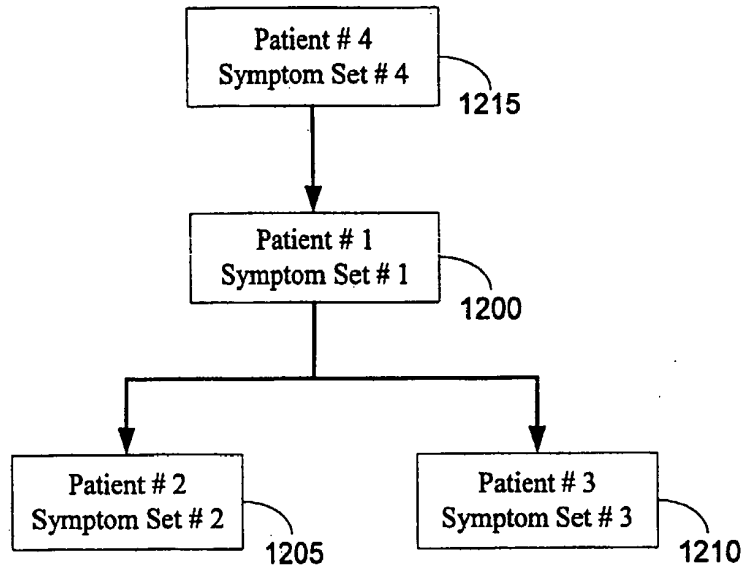 Patient # 4
Symptom Set # 4
1215
Patient # 1
Symptom Set # 1
1200
Patient # 2
Symptom Set # 2
1205
Patient # 3
Symptom Set # 3
1210